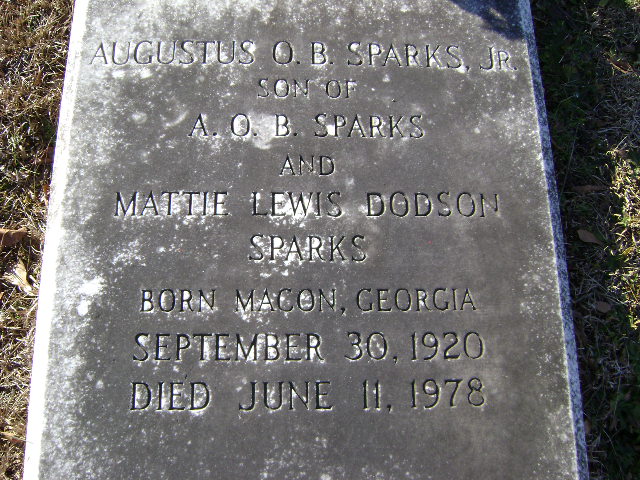 AUGUSTUS O. B. SPARKS, JR.
SON OF
A. O. B. SPARKS
AND
MATTIE LEWIS DODSON
SPARKS
BORN MACON, GEORGIA
SEPTEMBER 30, 1920
DIED JUNE 11, 1978